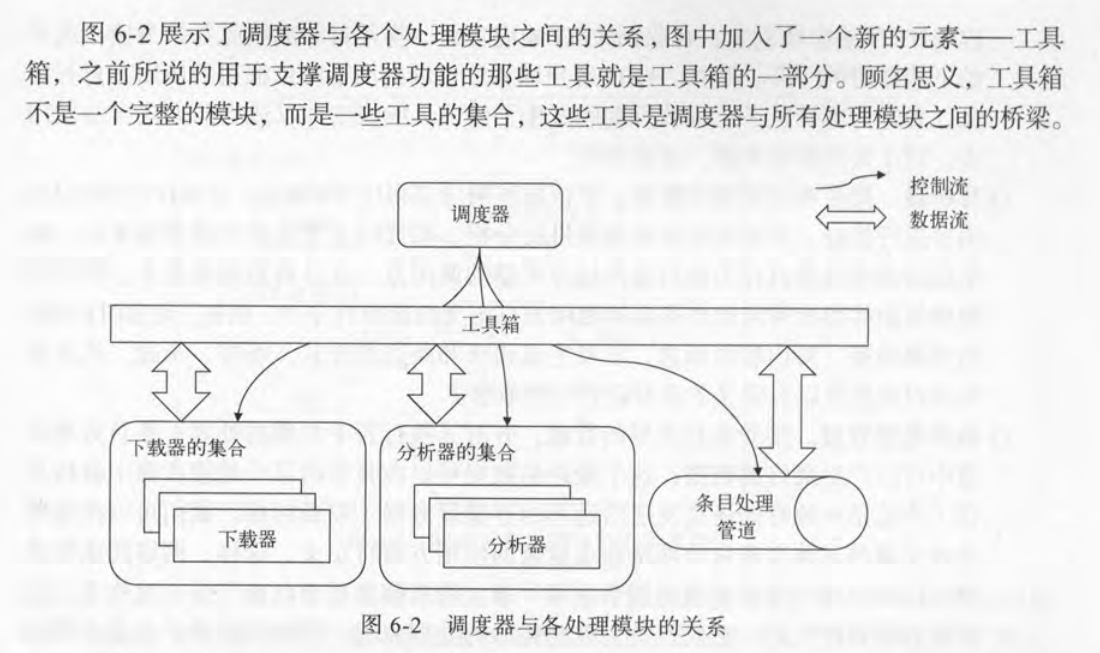 图 6-2 展示了调度器与各个处理模块之间的关系,图中加入了一个新的元素——工具
箱，之前所说的用于支撑调度器功能的那些工具就是工具箱的一部分。顾名思义，工具箱
不是一个完整的模块，而是一些工具的集合，这些工具是调度器与所有处理模块之间的桥梁。
调度器
控制流
数据流
工具箱
下载器的集合
下载器
分析器的集合
分析器
条目处理
管道
图 6-2 调度器与各处理模块的关系